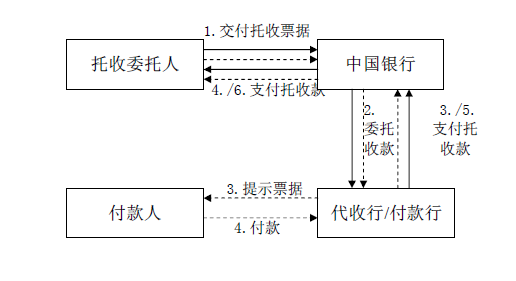 1.交付托收票据
托收委托人
中国银行
4./6.支付托收款
2.
委托
收款
3./5.
支付托
收款
3.提示票据
付款人
代收行/付款行
4.付款